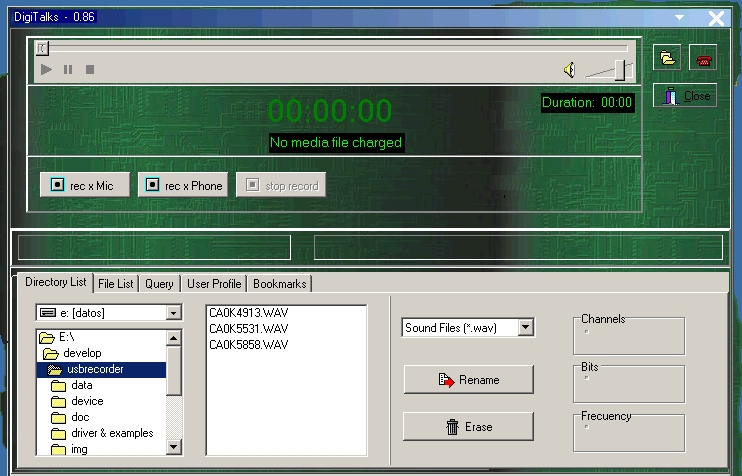 DigiTalks - 0.86
00:00:00
Duration: 00:00
No media file charged
Close
rec x Mic
rec x Phone
stop record
Directory List
File List
Query
User Profile
Bookmarks
e: [datos]
E:\
develop
usbrecorder
data
device
doc
driver & examples
img
CA0K4913.WAV
CA0K5531.WAV
CA0K5858.WAV
Sound Files (*.wav)
Rename
Erase
Channels
Bits
Frecuency